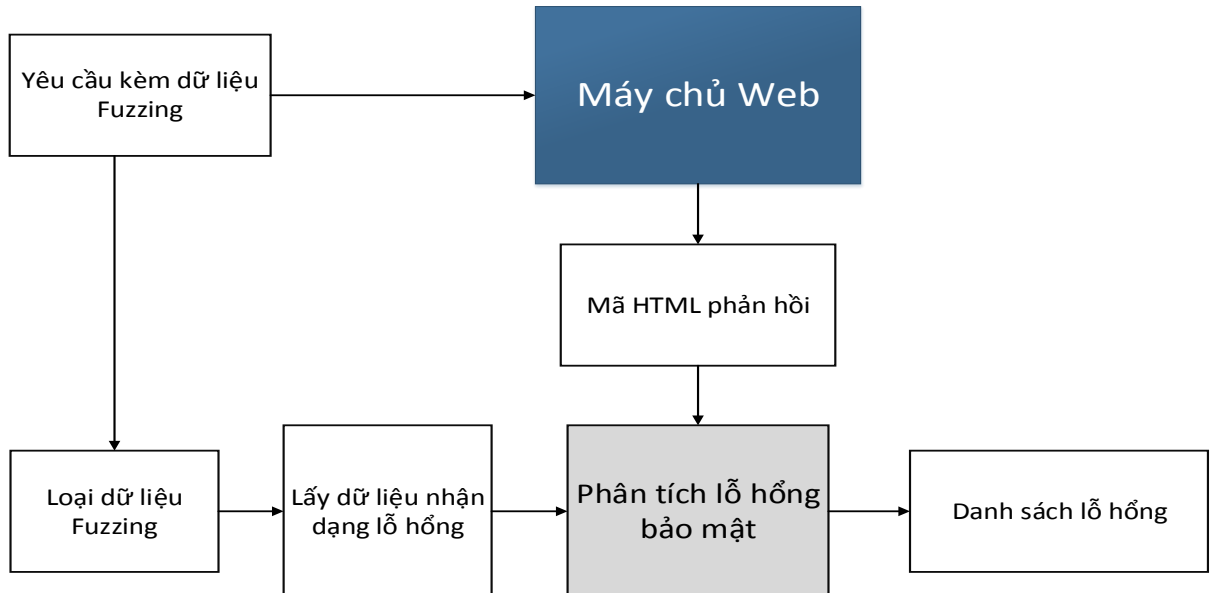 Yêu cầu kèm dữ liệu
Fuzzing
Máy chủ Web
Mã HTML phản hồi
Loại dữ liệu
Fuzzing
Lấy dữ liệu nhận
dạng lỗ hổng
Phân tích lỗ hổng
bảo mật
Danh sách lỗ hổng